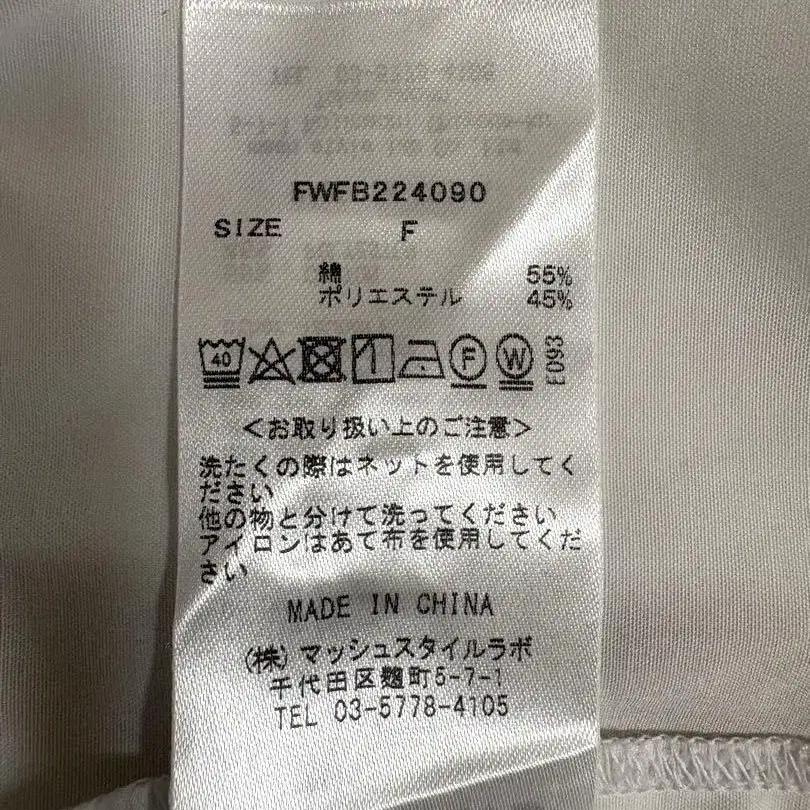 FWFB224090
SIZE F
綿 55%
ポリエステル 45%
40 F W E093
<お取り扱い上のご注意>
洗たくの際はネットを使用してく
ださい
他の物と分けて洗ってください
アイロンはあて布を使用してくだ
さい
MADE IN CHINA
(株)マッシュスタイルラボ
千代田区麹町5-7-1
TEL 03-5778-4105